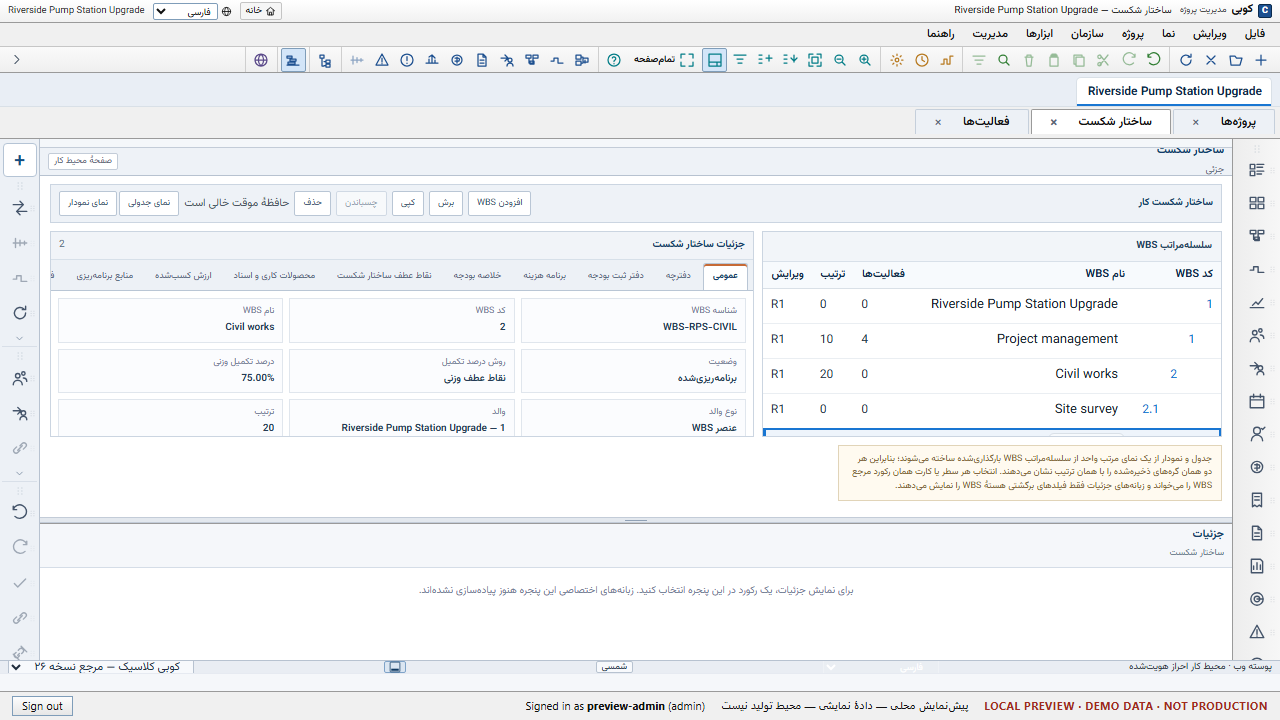 کوبی مدیریت پروژه ساختار شکست — Riverside Pump Station Upgrade
خانه
فارسی
Riverside Pump Station Upgrade
فایل ویرایش نما پروژه سازمان ابزارها مدیریت راهنما
تمام‌صفحه
Riverside Pump Station Upgrade
پروژه‌ها ×
ساختار شکست ×
فعالیت‌ها ×
ساختار شکست
جزئی
صفحهٔ محیط کار
ساختار شکست کار
افزودن WBS برش کپی چسباندن حذف حافظهٔ موقت خالی است نمای جدولی نمای نمودار
سلسله‌مراتب WBS
کد WBS نام WBS فعالیت‌ها ترتیب ویرایش
1 Riverside Pump Station Upgrade 0 0 R1
1 Project management 4 10 R1
2 Civil works 0 20 R1
2.1 Site survey 0 0 R1
جزئیات ساختار شکست 2
عمومی دفترچه دفتر ثبت بودجه برنامه هزینه خلاصه بودجه نقاط عطف ساختار شکست محصولات کاری و اسناد ارزش کسب‌شده منابع برنامه‌ریزی
شناسه WBS
WBS-RPS-CIVIL
کد WBS
2
نام WBS
Civil works
وضعیت
برنامه‌ریزی‌شده
روش درصد تکمیل
نقاط عطف وزنی
درصد تکمیل وزنی
75.00%
نوع والد
عنصر WBS
والد
1 — Riverside Pump Station Upgrade
ترتیب
20
جدول و نمودار از یک نمای مرتب واحد از سلسله‌مراتب WBS بارگذاری‌شده ساخته می‌شوند؛ بنابراین هر
دو همان گره‌های ذخیره‌شده را با همان ترتیب نشان می‌دهند. انتخاب هر سطر یا کارت همان رکورد مرجع
WBS را می‌خواند و زبانه‌های جزئیات فقط فیلدهای برگشتی هستهٔ WBS را نمایش می‌دهند.
جزئیات
ساختار شکست
برای نمایش جزئیات، یک رکورد در این پنجره انتخاب کنید. زبانه‌های اختصاصی این پنجره هنوز پیاده‌سازی نشده‌اند.
پوسته وب · محیط کار احراز هویت‌شده
فارسی
شمسی
کوبی کلاسیک — مرجع نسخه ۲۶
LOCAL PREVIEW · DEMO DATA · NOT PRODUCTION
پیش‌نمایش محلی — دادهٔ نمایشی — محیط تولید نیست
Signed in as preview-admin (admin)
Sign out